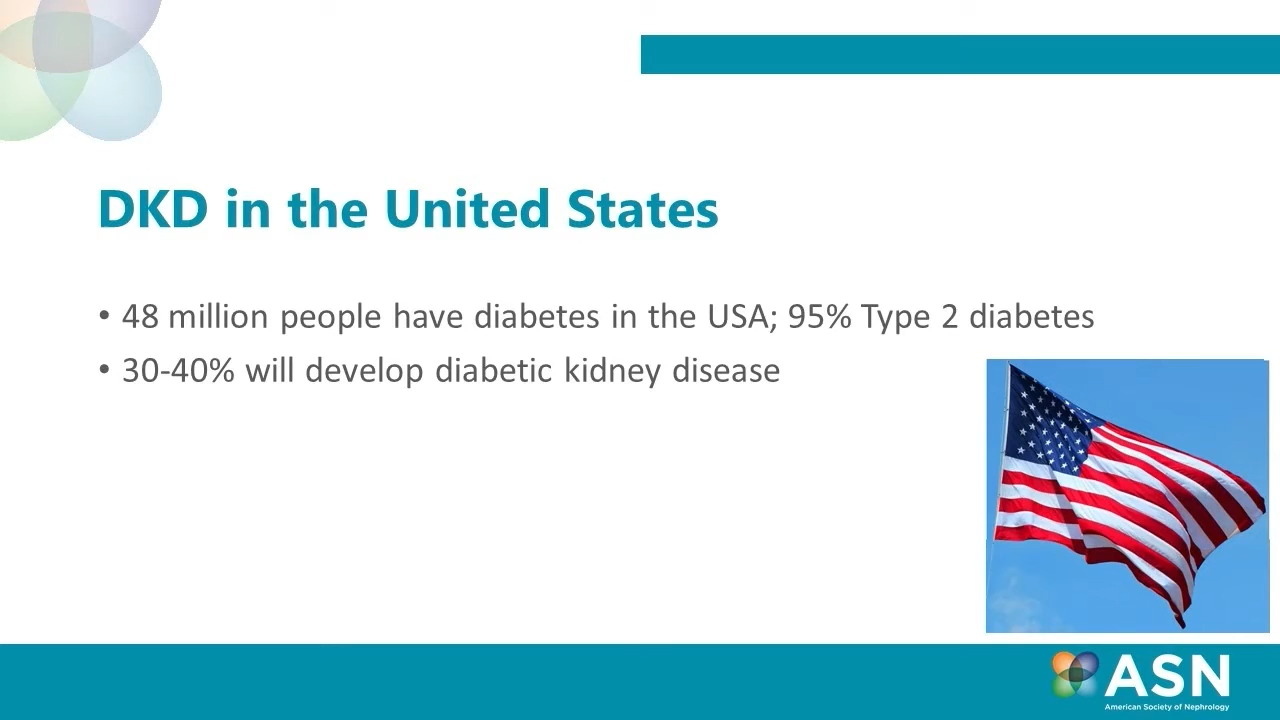 DKD in the United States
• 48 million people have diabetes in the USA; 95% Type 2 diabetes
• 30-40% will develop diabetic kidney disease
ASN
American Society of Nephrology